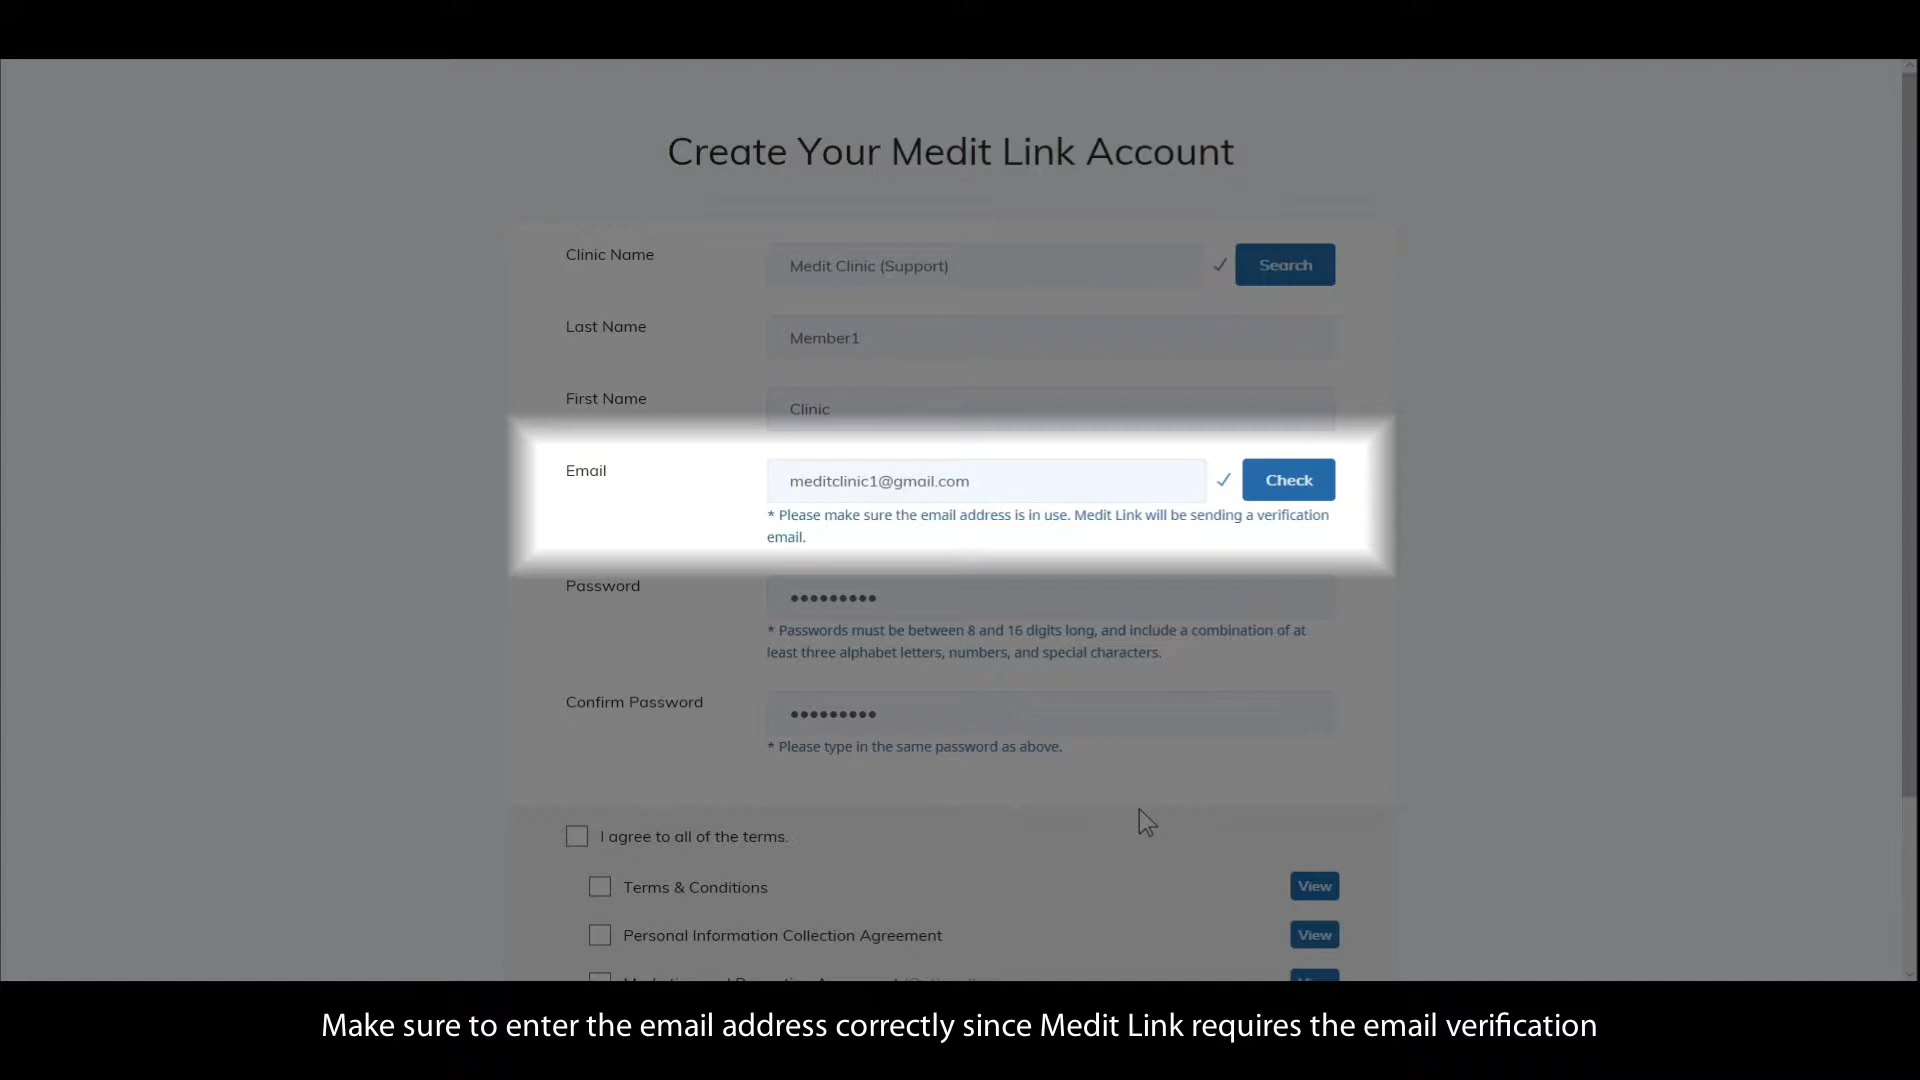 Create Your Medit Link Account
Clinic Name
Medit Clinic (Support)
Search
Last Name
Member1
First Name
Clinic
Email
meditclinic1@gmail.com
Check
* Please make sure the email address is in use. Medit Link will be sending a verification
email.
Password
•••••••••
* Passwords must be between 8 and 16 digits long, and include a combination of at
least three alphabet letters, numbers, and special characters.
Confirm Password
•••••••••
* Please type in the same password as above.
I agree to all of the terms.
Terms & Conditions
View
Personal Information Collection Agreement
View
Make sure to enter the email address correctly since Medit Link requires the email verification